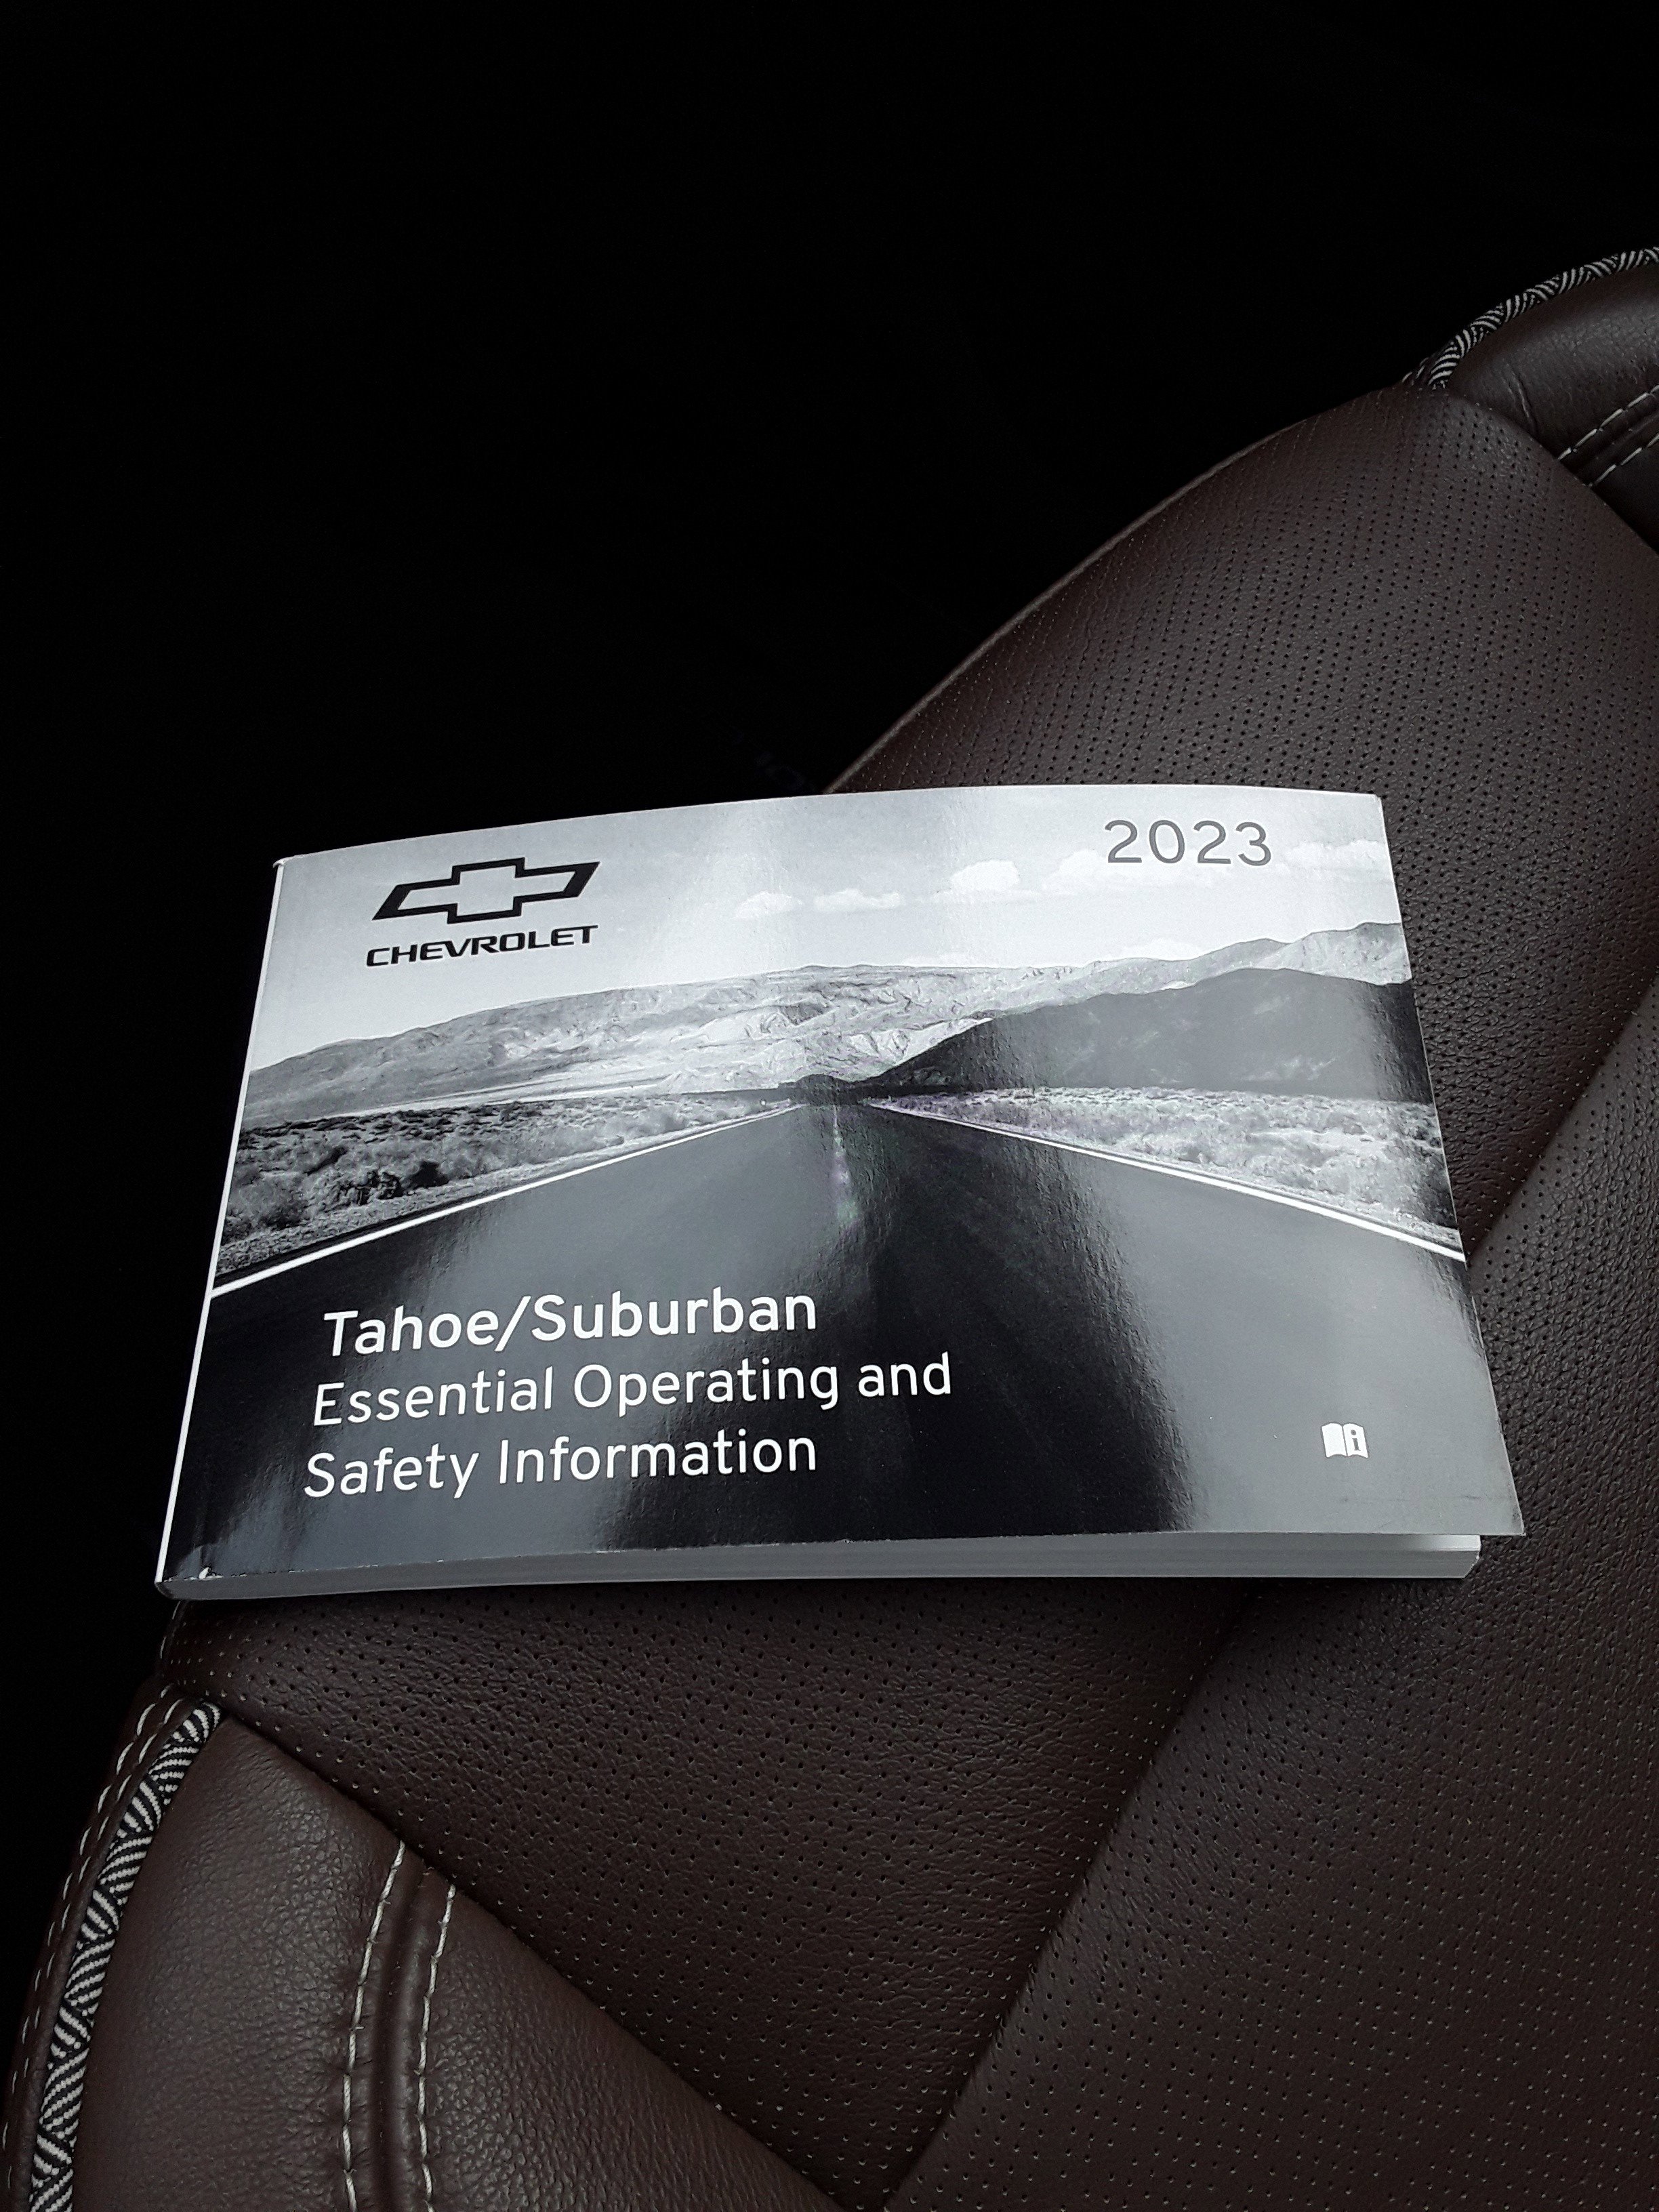 2023
CHEVROLET
Tahoe/Suburban
Essential Operating and
Safety Information